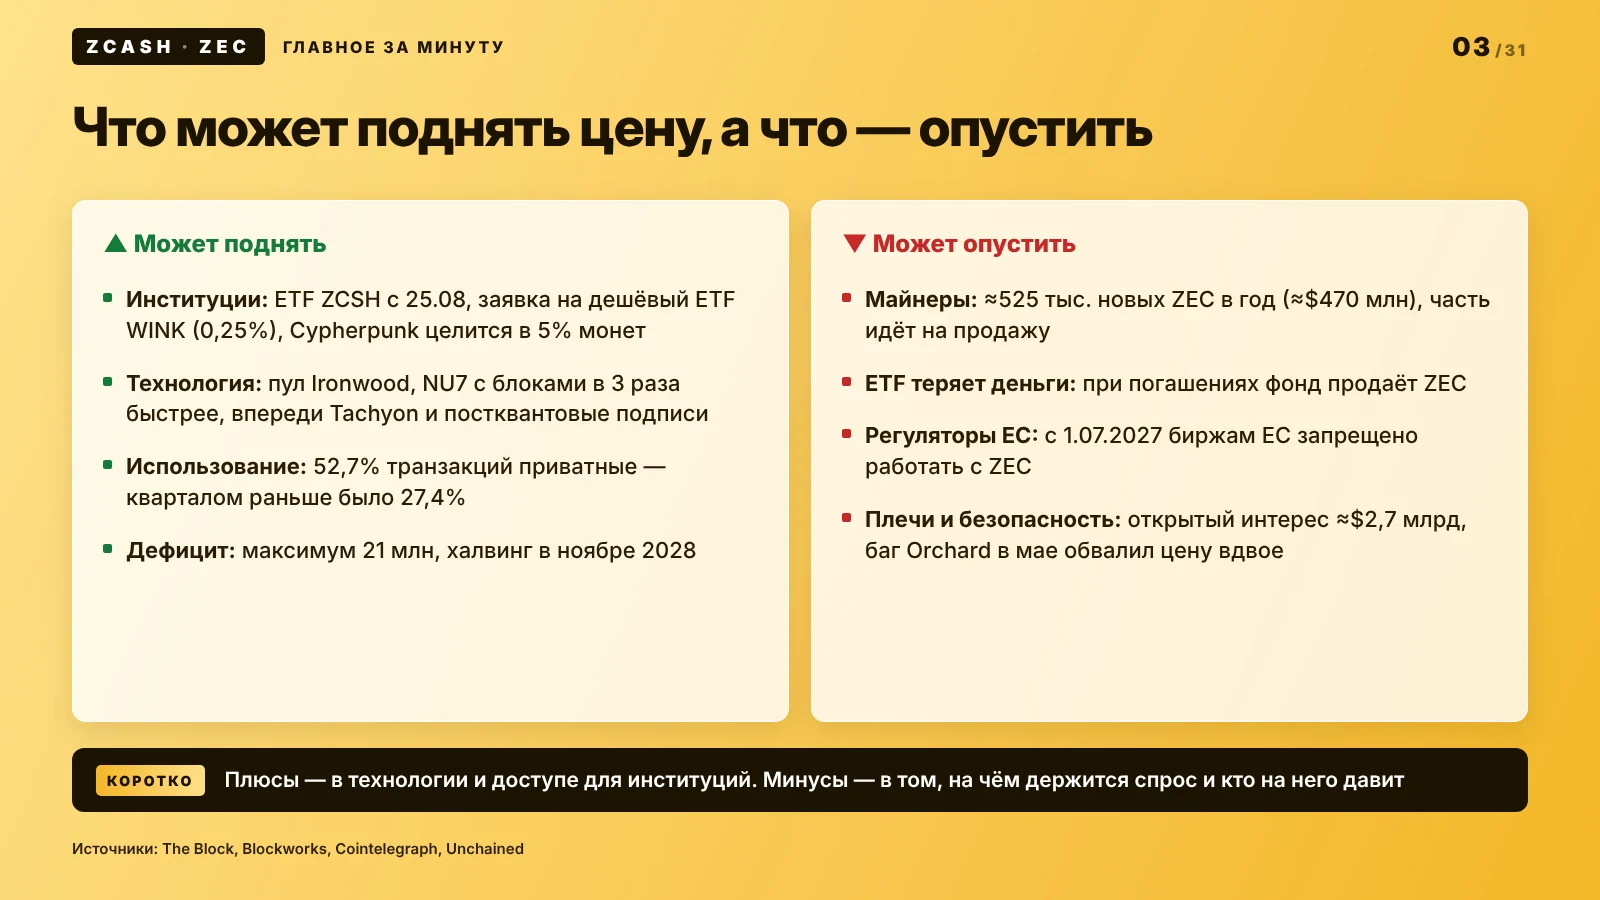 ZCASH · ZEC
ГЛАВНОЕ ЗА МИНУТУ
03/31
Что может поднять цену, а что — опустить
▲ Может поднять
Институции: ETF ZCSH с 25.08, заявка на дешёвый ETF
WINK (0,25%), Cypherpunk целится в 5% монет
Технология: пул Ironwood, NU7 с блоками в 3 раза
быстрее, впереди Tachyon и постквантовые подписи
Использование: 52,7% транзакций приватные —
кварталом раньше было 27,4%
Дефицит: максимум 21 млн, халвинг в ноябре 2028
▼ Может опустить
Майнеры: ≈525 тыс. новых ZEC в год (≈$470 млн), часть
идёт на продажу
ETF теряет деньги: при погашениях фонд продаёт ZEC
Регуляторы ЕС: с 1.07.2027 биржам ЕС запрещено
работать с ZEC
Плечи и безопасность: открытый интерес ≈$2,7 млрд,
баг Orchard в мае обвалил цену вдвое
КОРОТКО
Плюсы — в технологии и доступе для институций. Минусы — в том, на чём держится спрос и кто на него давит
Источники: The Block, Blockworks, Cointelegraph, Unchained